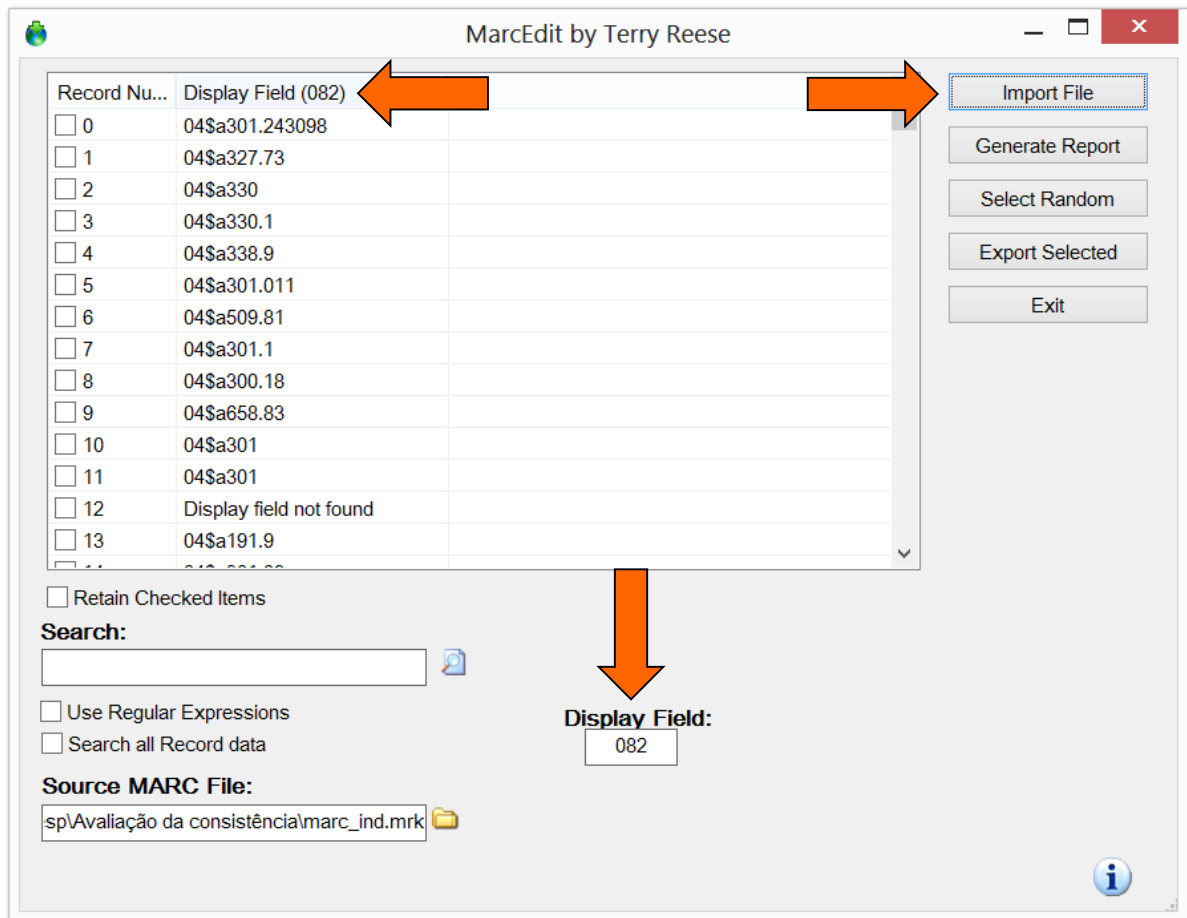 MarcEdit by Terry Reese
Record Nu... Display Field (082)
0 04$a301.243098
1 04$a327.73
2 04$a330
3 04$a330.1
4 04$a338.9
5 04$a301.011
6 04$a509.81
7 04$a301.1
8 04$a300.18
9 04$a658.83
10 04$a301
11 04$a301
12 Display field not found
13 04$a191.9
Import File
Generate Report
Select Random
Export Selected
Exit
Retain Checked Items
Search:
Use Regular Expressions
Search all Record data
Display Field:
082
Source MARC File:
sp\Avaliação da consistência\marc_ind.mrk